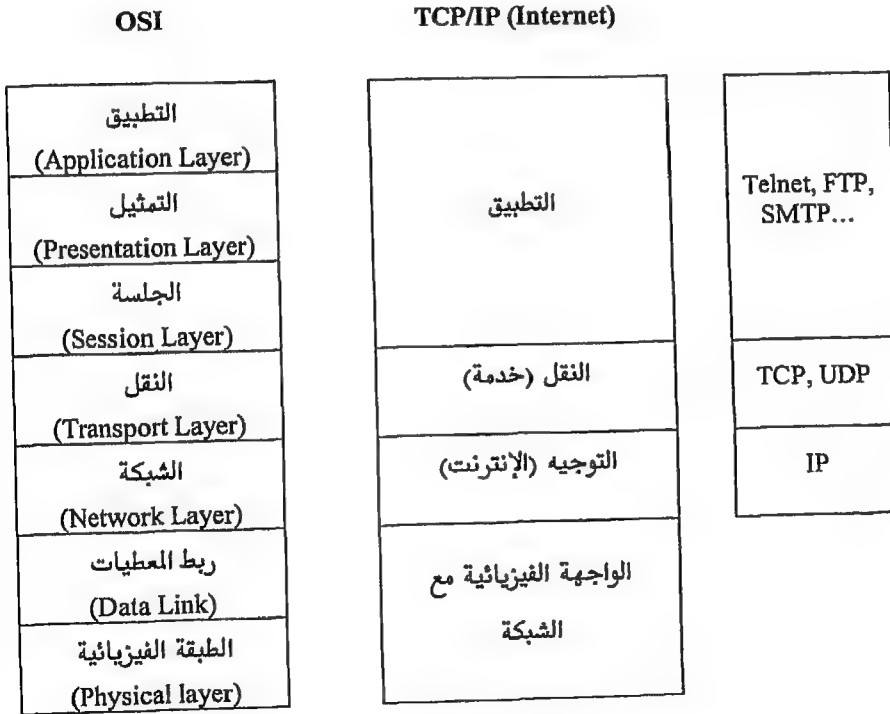 OSI
TCP/IP (Internet)
التطبيق
(Application Layer)
التمثيل
(Presentation Layer)
الجلسة
(Session Layer)
النقل
(Transport Layer)
الشبكة
(Network Layer)
ربط المعطيات
(Data Link)
الطبقة الفيزيائية
(Physical layer)
التطبيق
النقل (خدمة)
التوجيه (الإنترنت)
الواجهة الفيزيائية مع
الشبكة
Telnet, FTP,
SMTP...
TCP, UDP
IP